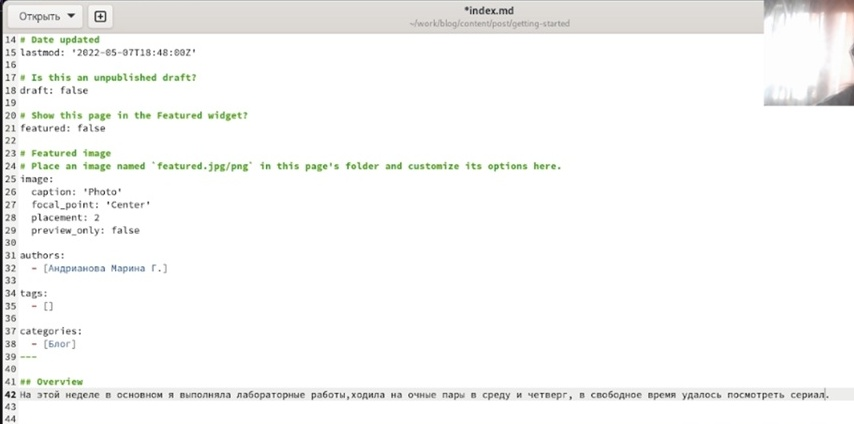 Открыть
*index.md
~/work/blog/content/post/getting-started
14 # Date updated
15 lastmod: '2022-05-07T18:48:00Z'
16
17 # Is this an unpublished draft?
18 draft: false
19
20 # Show this page in the Featured widget?
21 featured: false
22
23 # Featured image
24 # Place an image named `featured.jpg/png` in this page's folder and customize its options here.
25 image:
26   caption: 'Photo'
27   focal_point: 'Center'
28   placement: 2
29   preview_only: false
30
31 authors:
32   - [Андрианова Марина Г.]
33
34 tags:
35   - []
36
37 categories:
38   - [Блог]
39 ---
40
41 ## Overview
42 На этой неделе в основном я выполняла лабораторные работы,ходила на очные пары в среду и четверг, в свободное время удалось посмотреть сериал.
43
44